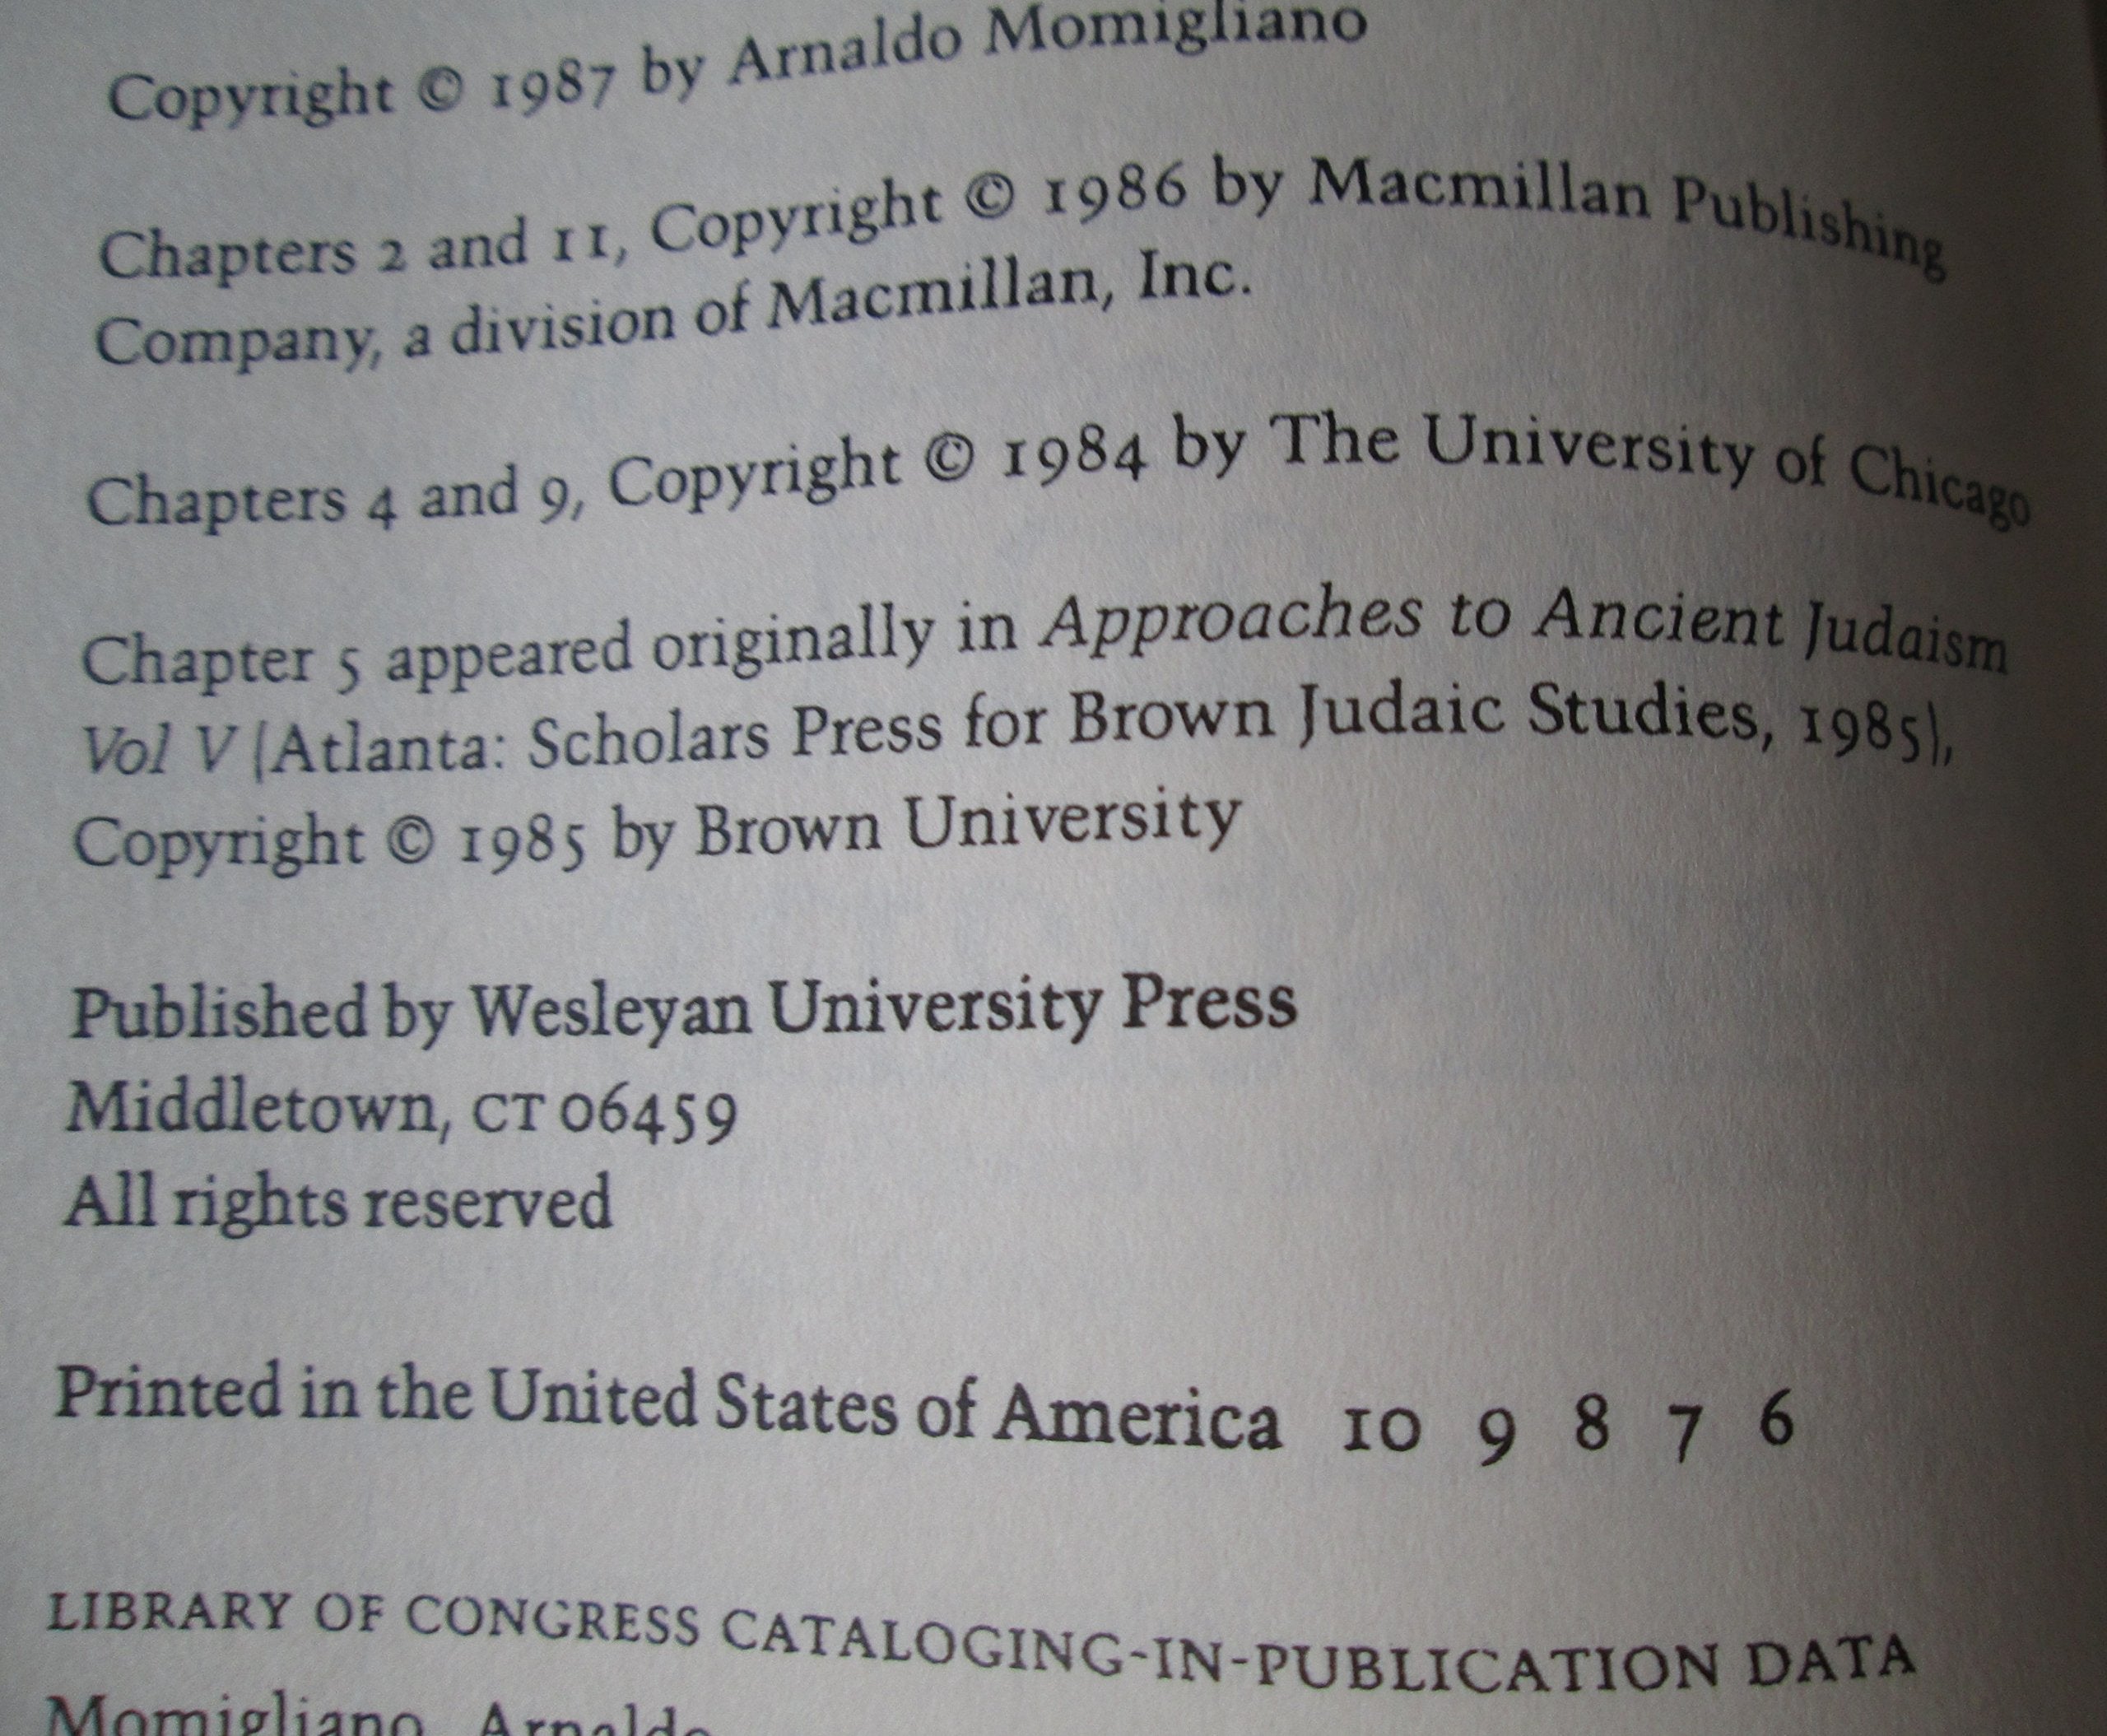 Copyright © 1987 by Arnaldo Momigliano
Chapters 2 and 11, Copyright © 1986 by Macmillan Publishing
Company, a division of Macmillan, Inc.
Chapters 4 and 9, Copyright © 1984 by The University of Chicago
Chapter 5 appeared originally in Approaches to Ancient Judaism
Vol V (Atlanta: Scholars Press for Brown Judaic Studies, 1985),
Copyright © 1985 by Brown University
Published by Wesleyan University Press
Middletown, CT 06459
All rights reserved
Printed in the United States of America 10 9 8 7 6
LIBRARY OF CONGRESS CATALOGING-IN-PUBLICATION DATA
Momigliano, Arnaldo